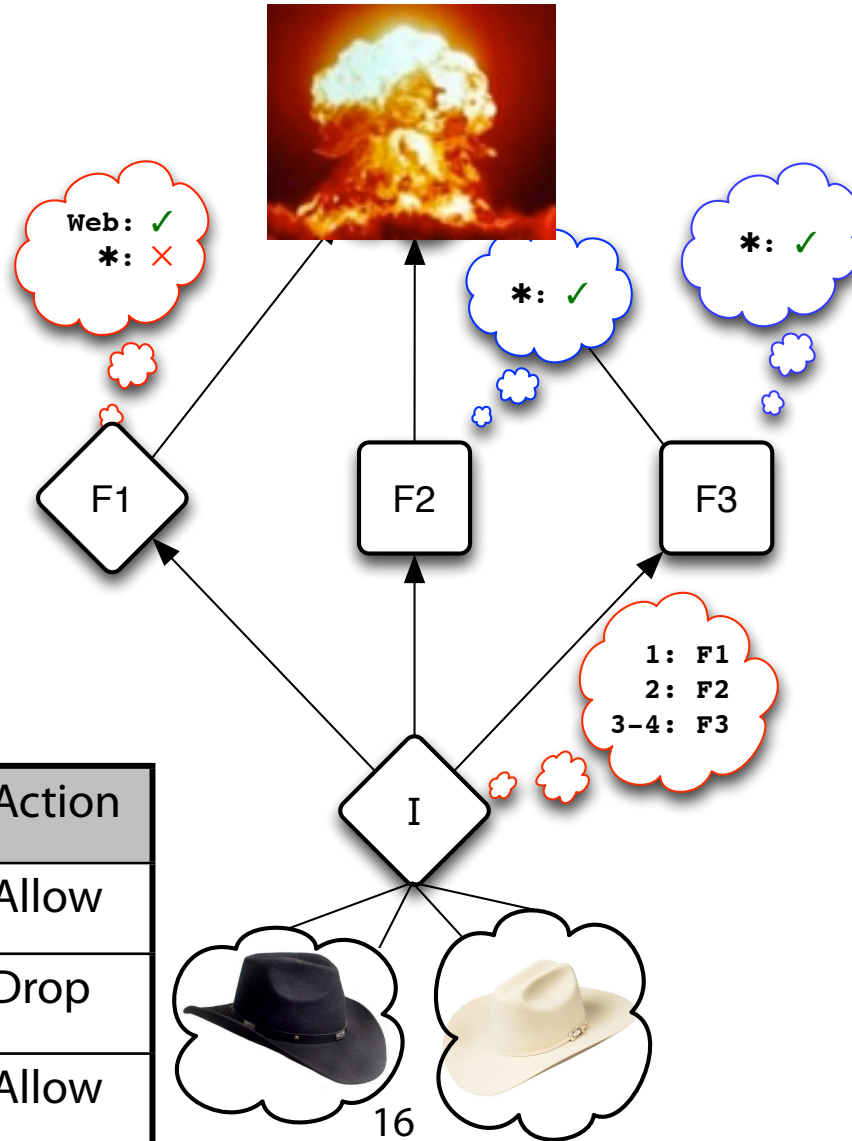 Web: ✓
*: ×
*: ✓
*: ✓
F1
F2
F3
1: F1
2: F2
3-4: F3
I
Action
Allow
Drop
Allow
16